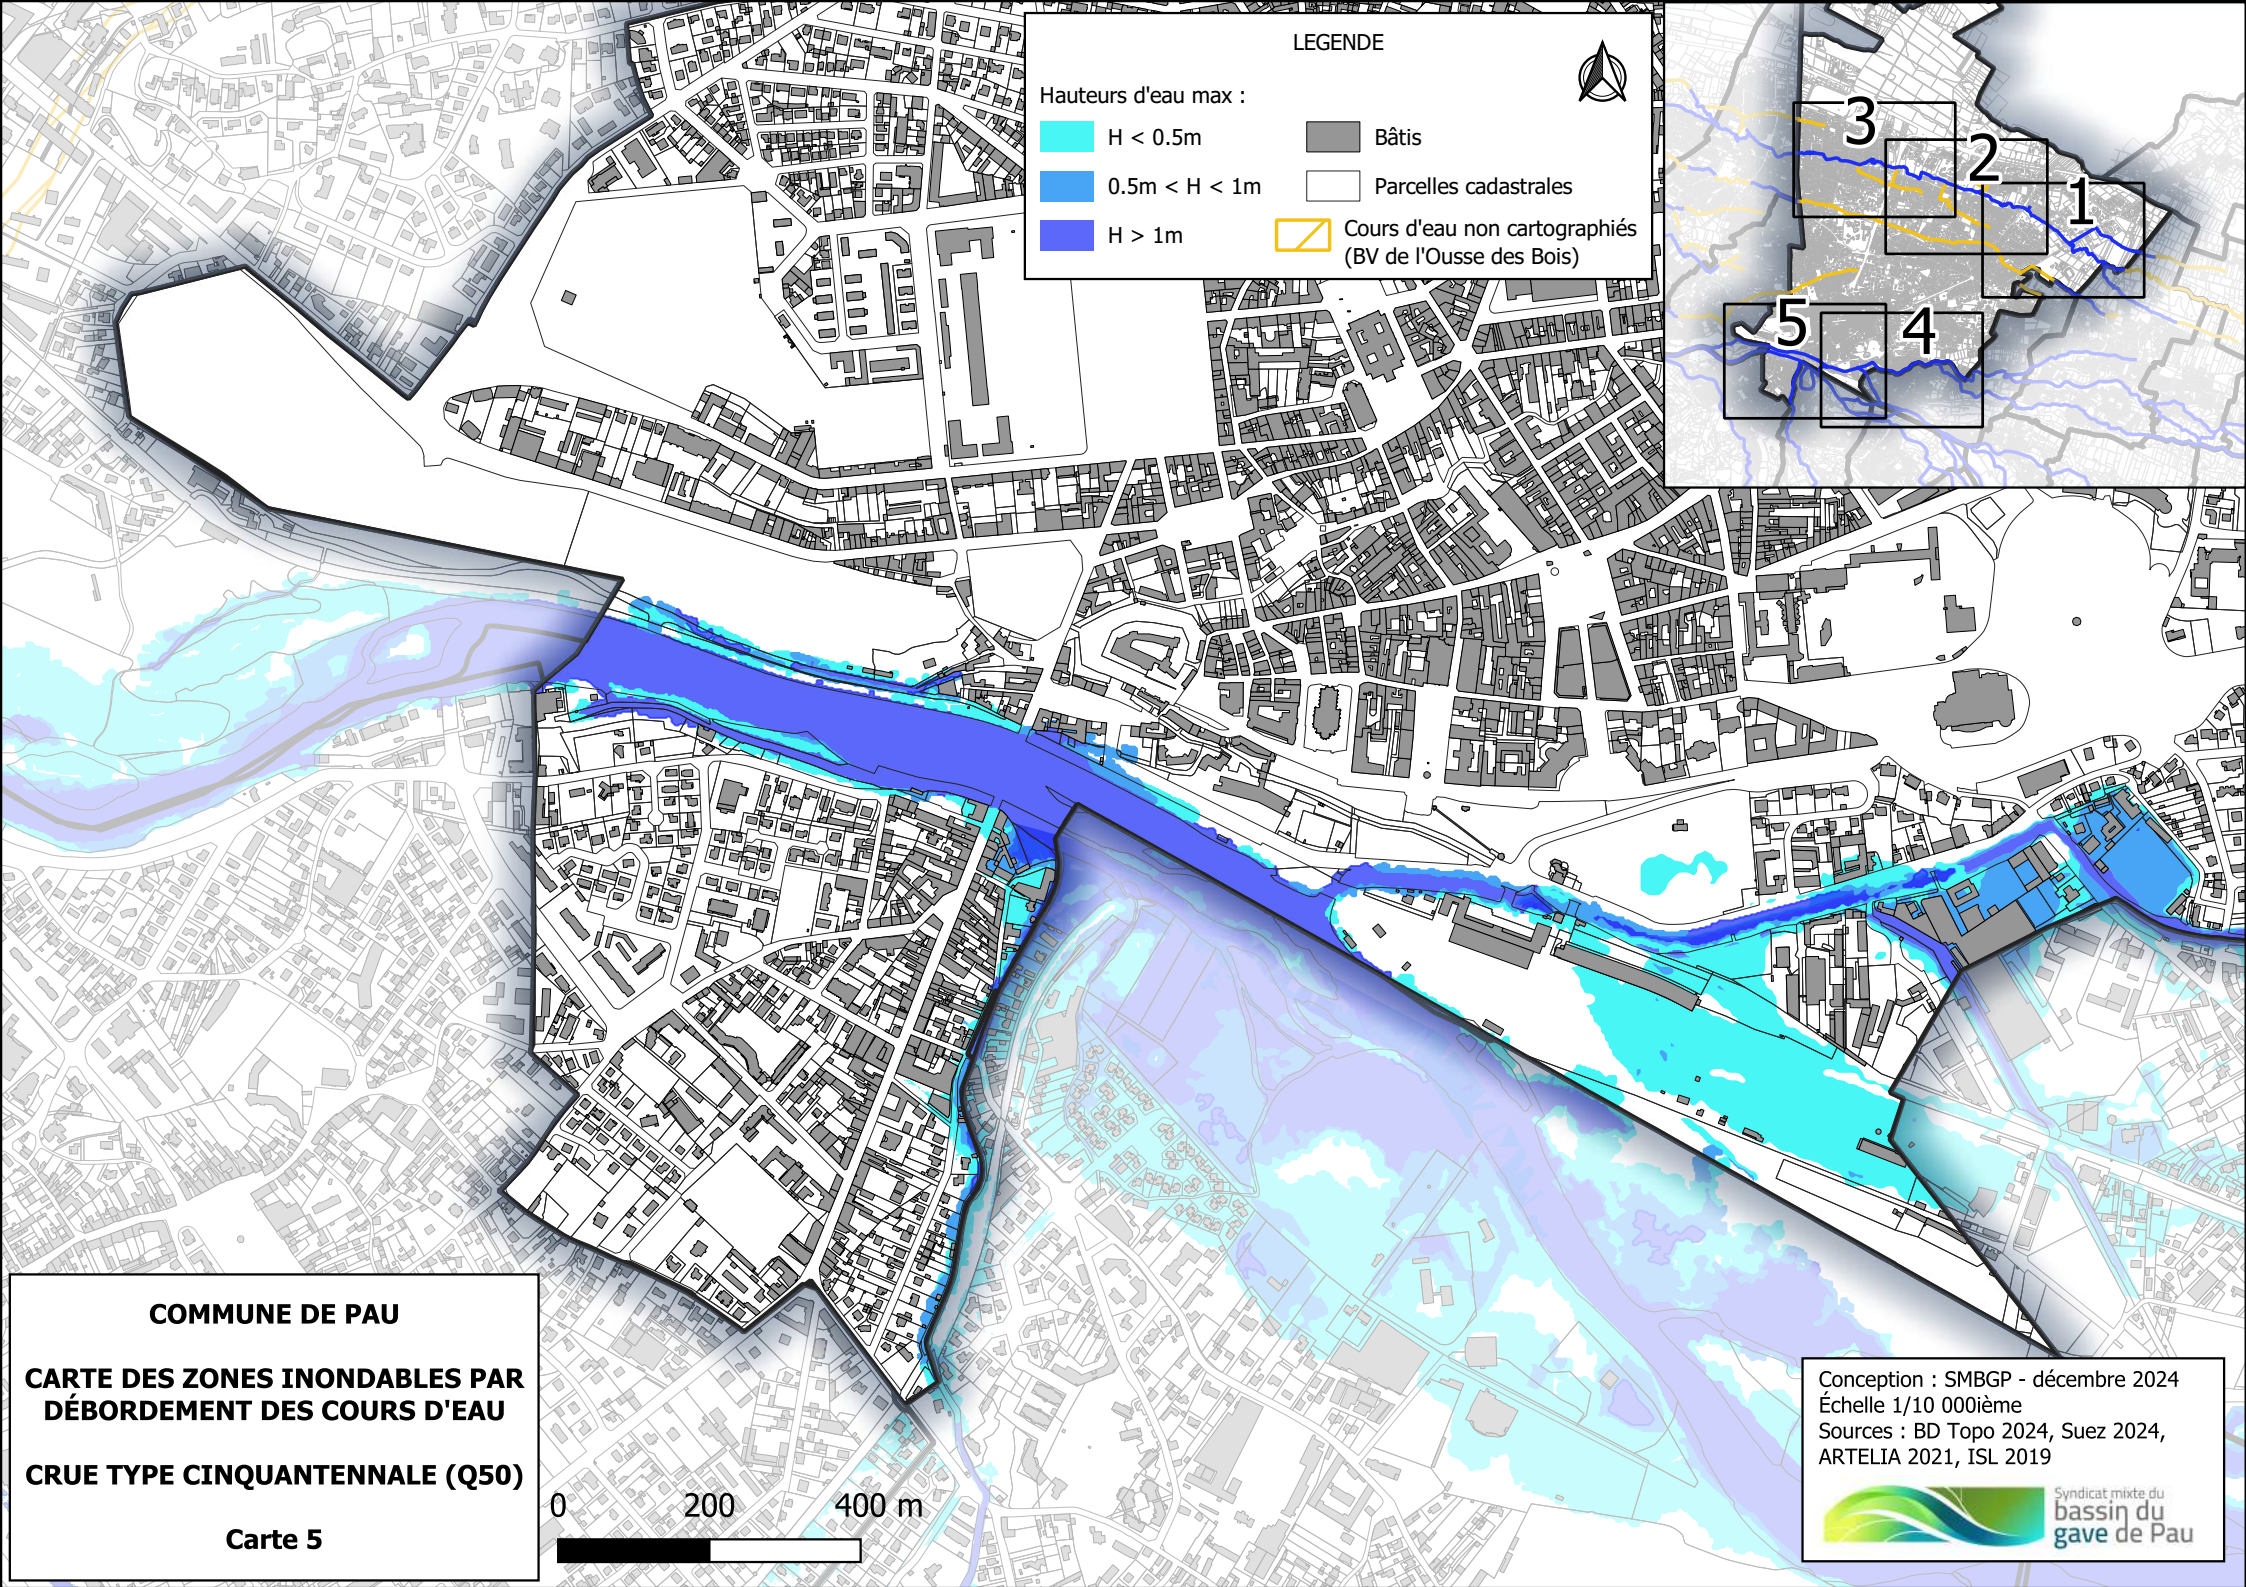 LEGENDE
Hauteurs d'eau max :
H < 0.5m
0.5m < H < 1m
H > 1m
Bâtis
Parcelles cadastrales
Cours d'eau non cartographiés
(BV de l'Ousse des Bois)
3
2
1
5
4
COMMUNE DE PAU
CARTE DES ZONES INONDABLES PAR
DÉBORDEMENT DES COURS D'EAU
CRUE TYPE CINQUANTENNALE (Q50)
Carte 5
0 200 400 m
Conception : SMBGP - décembre 2024
Échelle 1/10 000ième
Sources : BD Topo 2024, Suez 2024,
ARTELIA 2021, ISL 2019
Syndicat mixte du
bassin du
gave de Pau